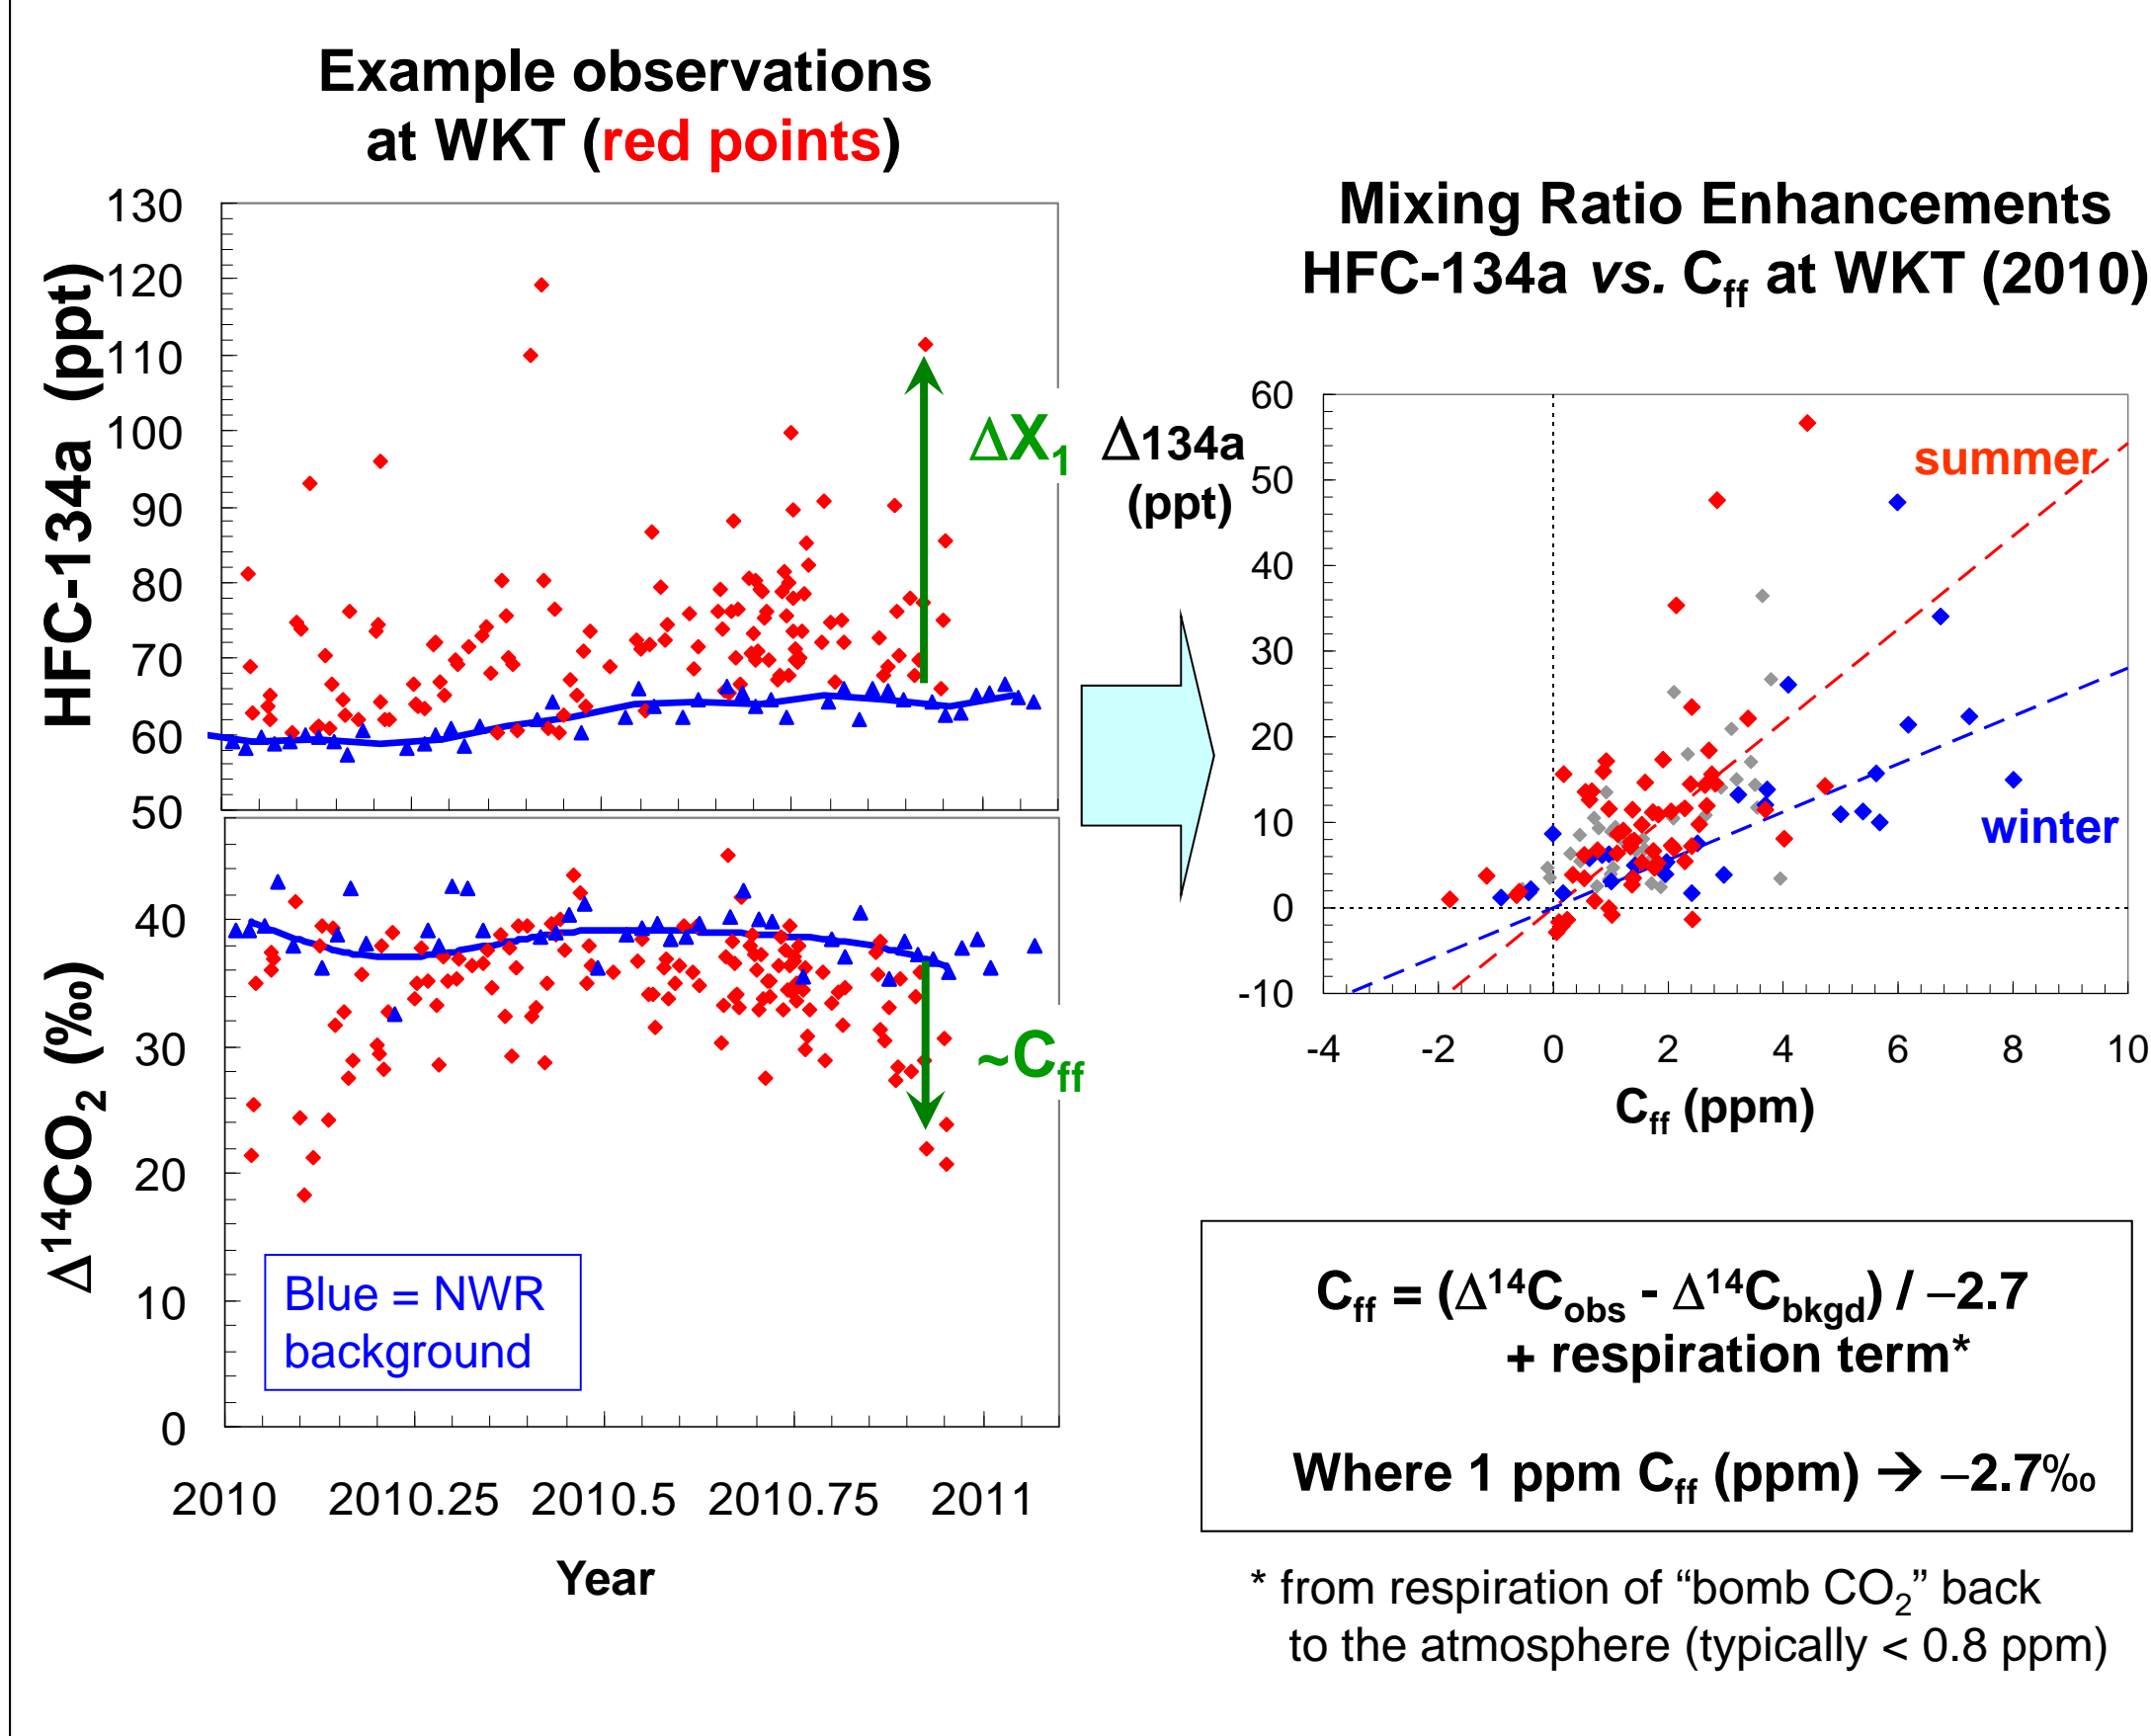 Example observations
at WKT (red points)
HFC-134a (ppt)
130
120
110
100
90
80
70
60
50
ΔX₁
Δ¹⁴CO₂ (‰)
40
30
20
10
0
~Cff
Blue = NWR
background
2010 2010.25 2010.5 2010.75 2011
Year
Mixing Ratio Enhancements
HFC-134a vs. Cff at WKT (2010)
Δ134a
(ppt)
60
50
40
30
20
10
0
-10
summer
winter
-4 -2 0 2 4 6 8 10
Cff (ppm)
Cff = (Δ¹⁴Cobs - Δ¹⁴Cbkgd) / –2.7
+ respiration term*
Where 1 ppm Cff (ppm) → –2.7‰
* from respiration of “bomb CO₂” back
to the atmosphere (typically < 0.8 ppm)